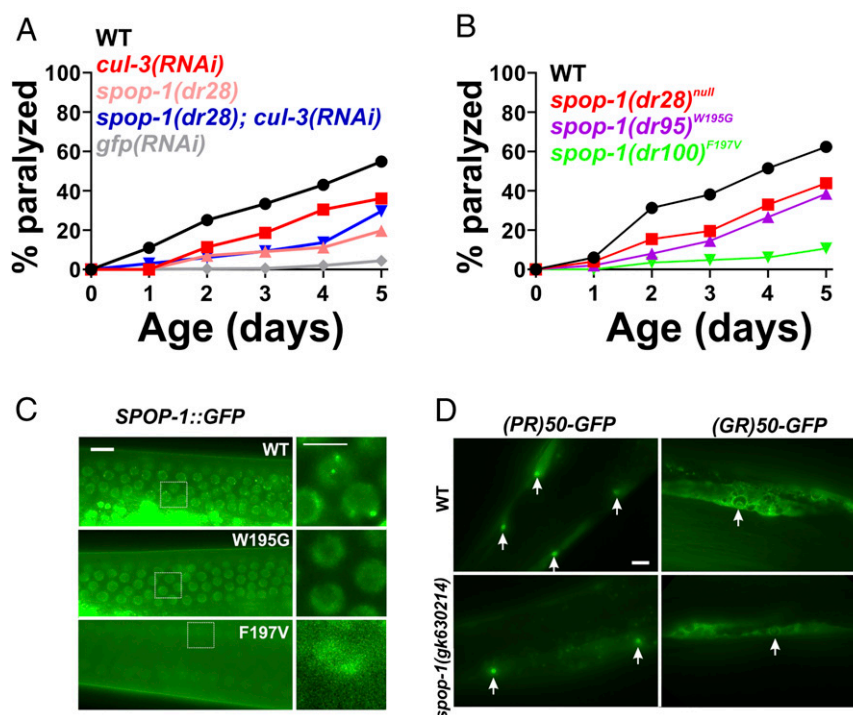 A
WT
cul-3(RNAi)
spop-1(dr28)
spop-1(dr28); cul-3(RNAi)
gfp(RNAi)
% paralyzed
100
80
60
40
20
0
0 1 2 3 4 5
Age (days)
B
WT
spop-1(dr28)null
spop-1(dr95)W195G
spop-1(dr100)F197V
% paralyzed
100
80
60
40
20
0
0 1 2 3 4 5
Age (days)
C
SPOP-1::GFP
WT
W195G
F197V
D
(PR)50-GFP (GR)50-GFP
WT
spop-1(gk630214)